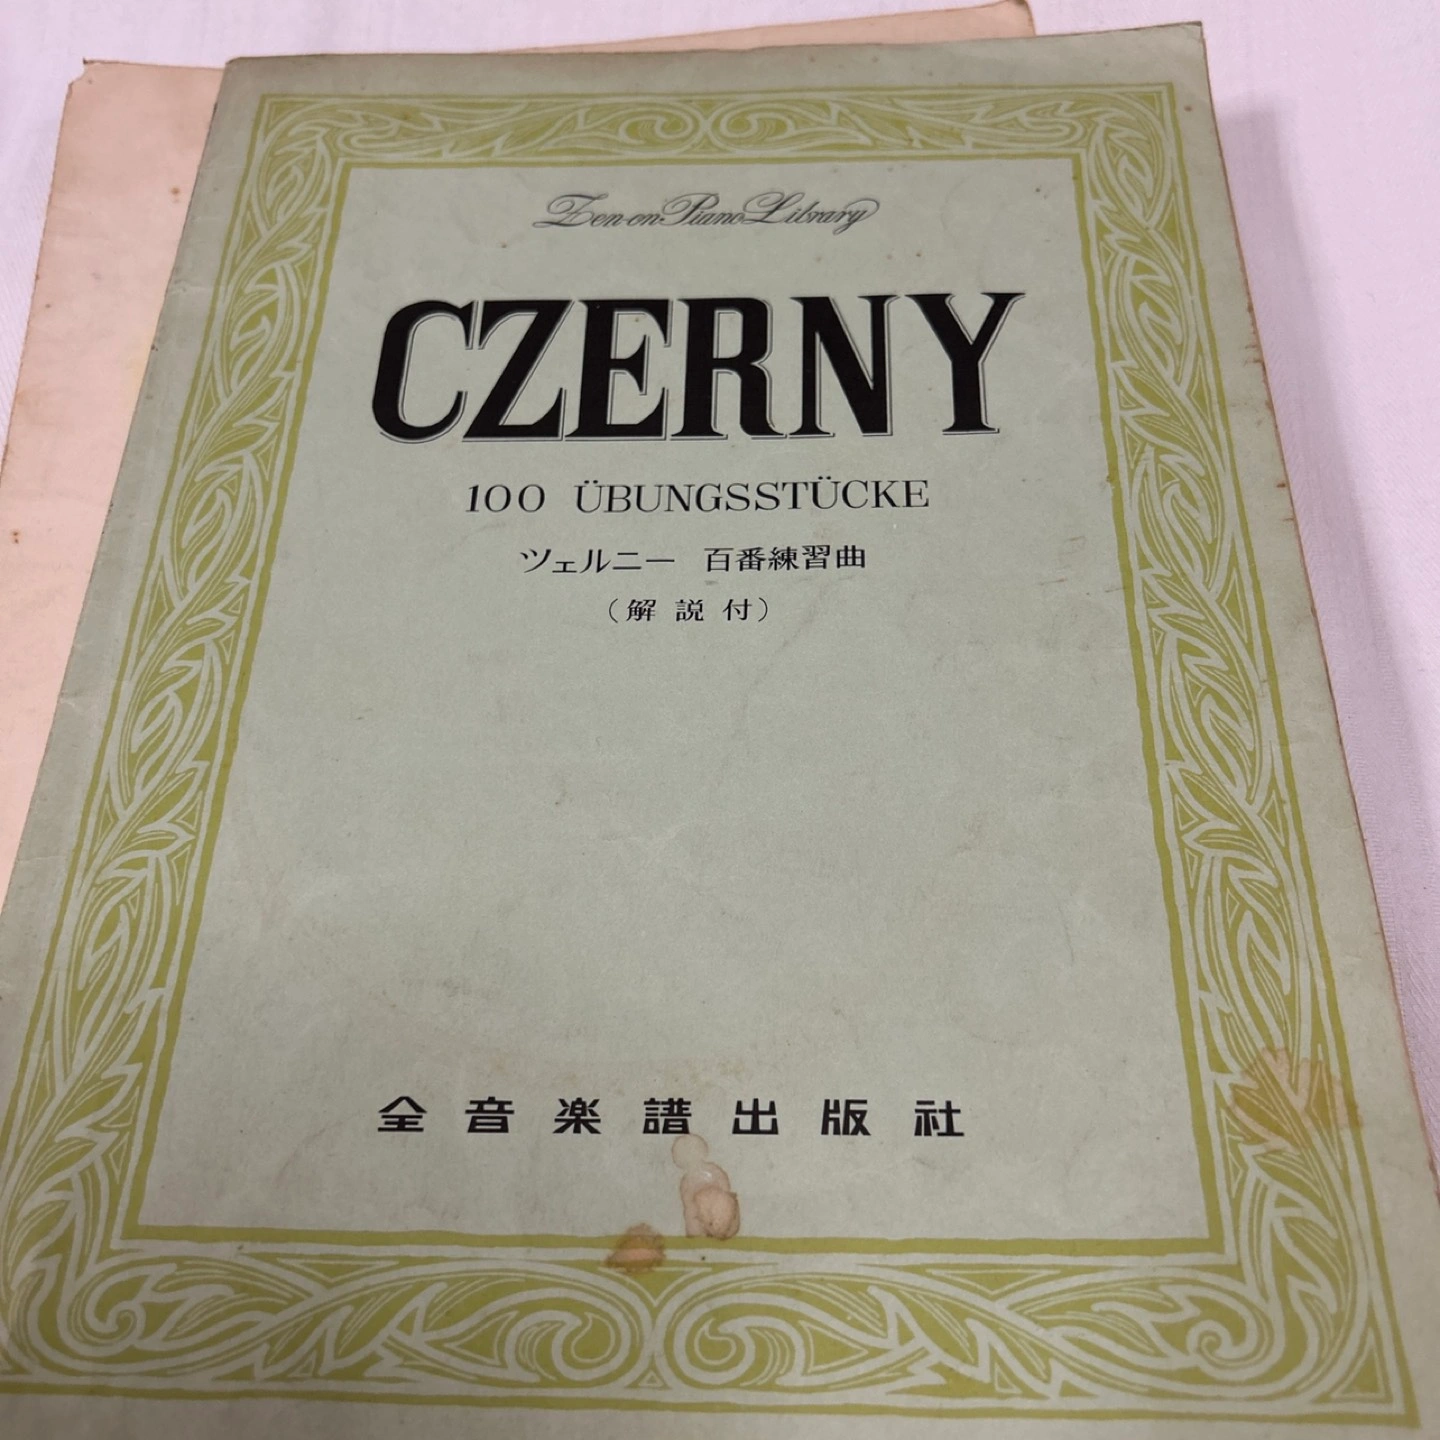 Zen-on Piano Library
CZERNY
100 ÜBUNGSSTÜCKE
ツェルニー 百番練習曲
（解説付）
全音楽譜出版社